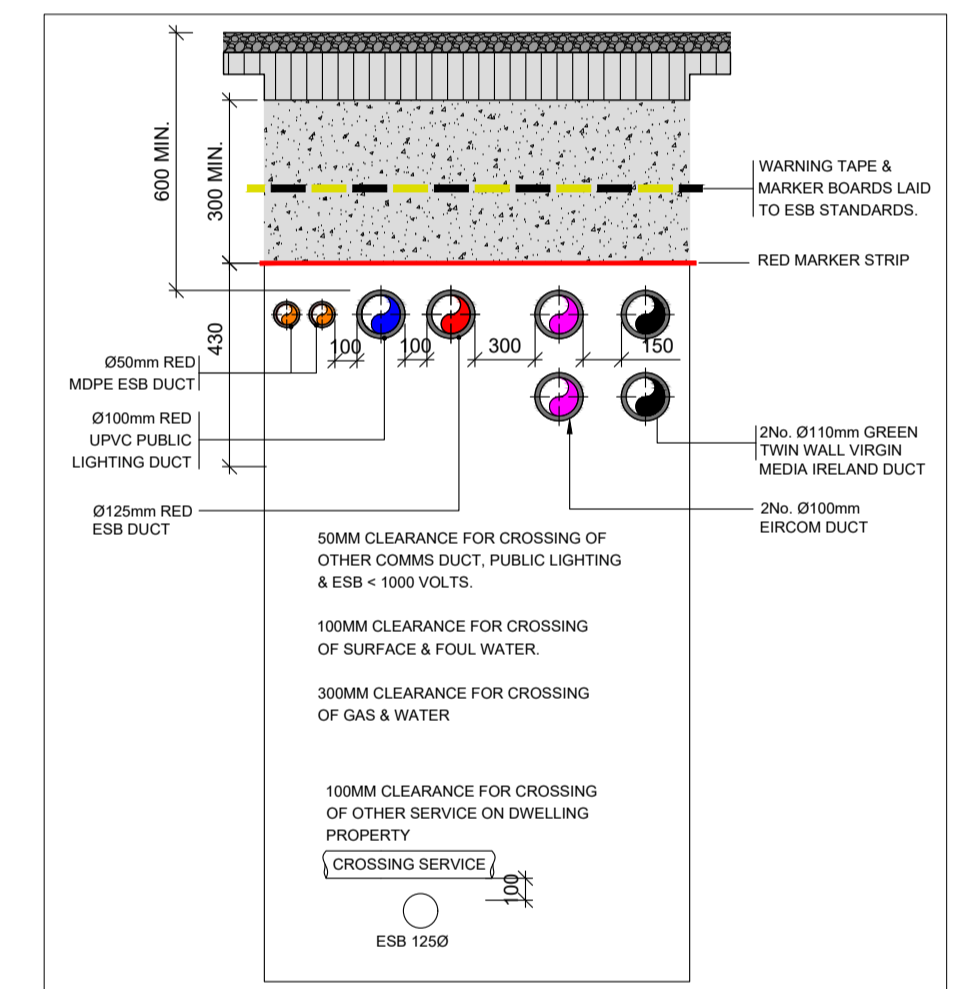 600 MIN.
300 MIN.
WARNING TAPE &
MARKER BOARDS LAID
TO ESB STANDARDS.
RED MARKER STRIP
430
100
100
300
150
Ø50mm RED
MDPE ESB DUCT
Ø100mm RED
UPVC PUBLIC
LIGHTING DUCT
Ø125mm RED
ESB DUCT
2No. Ø110mm GREEN
TWIN WALL VIRGIN
MEDIA IRELAND DUCT
2No. Ø100mm
EIRCOM DUCT
50MM CLEARANCE FOR CROSSING OF
OTHER COMMS DUCT, PUBLIC LIGHTING
& ESB < 1000 VOLTS.
100MM CLEARANCE FOR CROSSING
OF SURFACE & FOUL WATER.
300MM CLEARANCE FOR CROSSING
OF GAS & WATER
100MM CLEARANCE FOR CROSSING
OF OTHER SERVICE ON DWELLING
PROPERTY
CROSSING SERVICE
100
ESB 125Ø